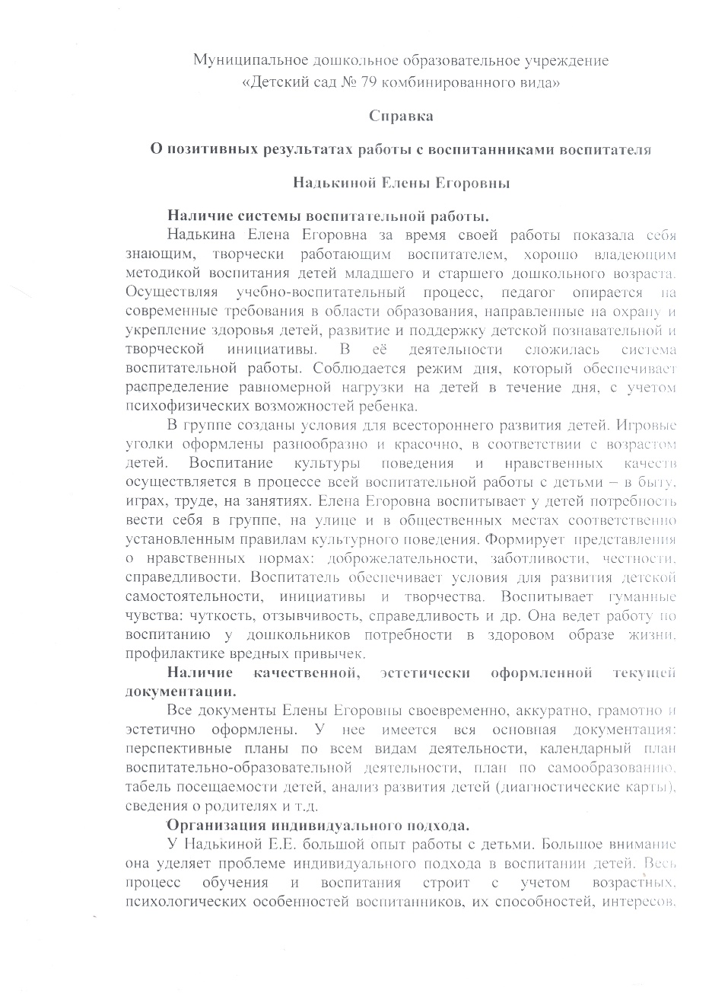 Муниципальное дошкольное образовательное учреждение
«Детский сад № 79 комбинированного вида»
Справка
О позитивных результатах работы с воспитанниками воспитателя
Надькиной Елены Егоровны
Наличие системы воспитательной работы.
Надькина Елена Егоровна за время своей работы показала себя
знающим, творчески работающим воспитателем, хорошо владеющим
методикой воспитания детей младшего и старшего дошкольного возраста.
Осуществляя учебно-воспитательный процесс, педагог опирается на
современные требования в области образования, направленные на охрану и
укрепление здоровья детей, развитие и поддержку детской познавательной и
творческой инициативы. В её деятельности сложилась система
воспитательной работы. Соблюдается режим дня, который обеспечивает
распределение равномерной нагрузки на детей в течение дня, с учетом
психофизических возможностей ребенка.
В группе созданы условия для всестороннего развития детей. Игровые
уголки оформлены разнообразно и красочно, в соответствии с возрастом
детей. Воспитание культуры поведения и нравственных качеств
осуществляется в процессе всей воспитательной работы с детьми – в быту,
играх, труде, на занятиях. Елена Егоровна воспитывает у детей потребность
вести себя в группе, на улице и в общественных местах соответственно
установленным правилам культурного поведения. Формирует представления
о нравственных нормах: доброжелательности, заботливости, честности,
справедливости. Воспитатель обеспечивает условия для развития детской
самостоятельности, инициативы и творчества. Воспитывает гуманные
чувства: чуткость, отзывчивость, справедливость и др. Она ведет работу по
воспитанию у дошкольников потребности в здоровом образе жизни,
профилактике вредных привычек.
Наличие качественной, эстетически оформленной текущей
документации.
Все документы Елены Егоровны своевременно, аккуратно, грамотно и
эстетично оформлены. У нее имеется вся основная документация:
перспективные планы по всем видам деятельности, календарный план
воспитательно-образовательной деятельности, план по самообразованию,
табель посещаемости детей, анализ развития детей (диагностические карты),
сведения о родителях и т.д.
Организация индивидуального подхода.
У Надькиной Е.Е. большой опыт работы с детьми. Большое внимание
она уделяет проблеме индивидуального подхода в воспитании детей. Весь
процесс обучения и воспитания строит с учетом возрастных,
психологических особенностей воспитанников, их способностей, интересов.